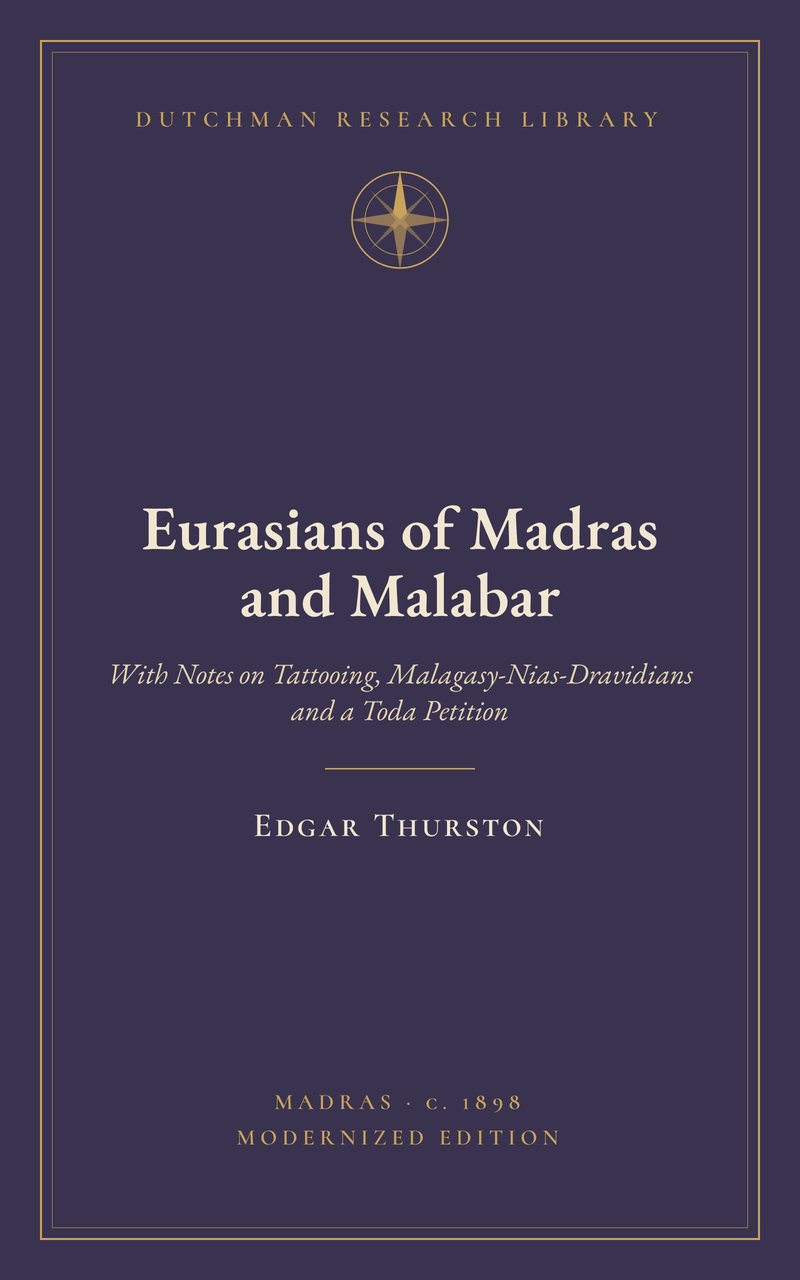 DUTCHMAN RESEARCH LIBRARY
Eurasians of Madras
and Malabar
With Notes on Tattooing, Malagasy-Nias-Dravidians
and a Toda Petition
EDGAR THURSTON
MADRAS · c. 1898
MODERNIZED EDITION